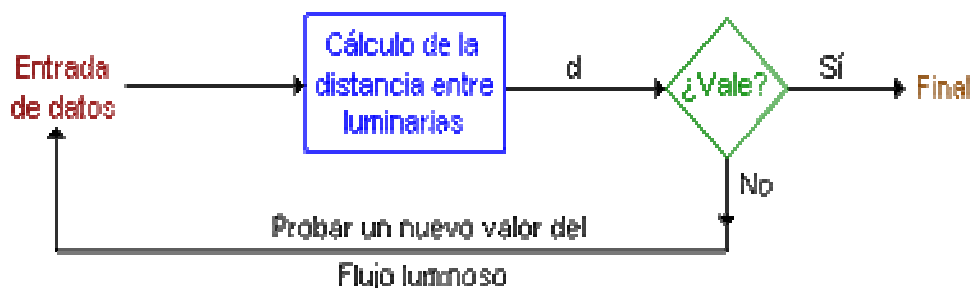 Entrada
de datos
Cálculo de la
distancia entre
luminarias
d
¿Vale?
Sí
Final
No
Probar un nuevo valor del
Flujo luminoso